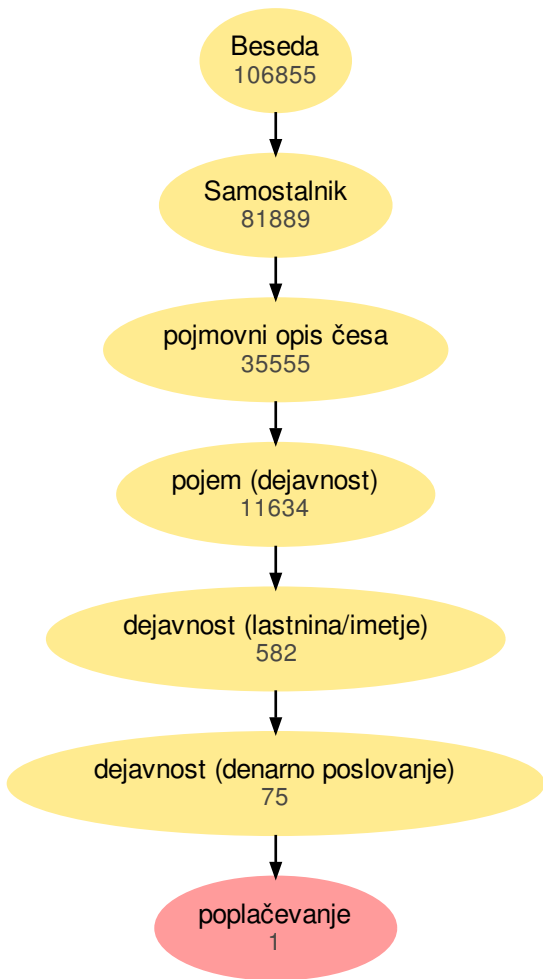 Beseda
106855
Samostalnik
81889
pojmovni opis česa
35555
pojem (dejavnost)
11634
dejavnost (lastnina/imetje)
582
dejavnost (denarno poslovanje)
75
poplačevanje
1